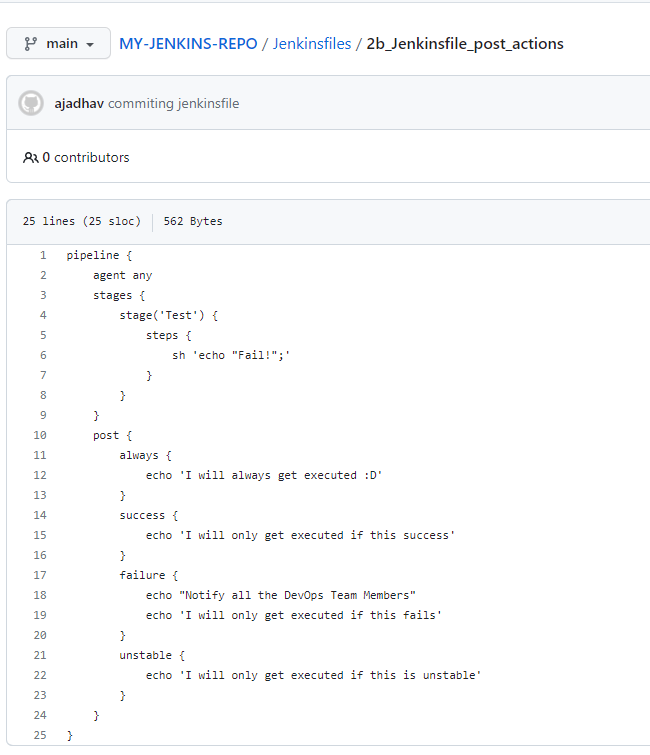 main
MY-JENKINS-REPO / Jenkinsfiles / 2b_Jenkinsfile_post_actions
ajadhav commiting jenkinsfile
0 contributors
25 lines (25 sloc) 562 Bytes
1 pipeline {
2 agent any
3 stages {
4 stage('Test') {
5 steps {
6 sh 'echo "Fail!";'
7 }
8 }
9 }
10 post {
11 always {
12 echo 'I will always get executed :D'
13 }
14 success {
15 echo 'I will only get executed if this success'
16 }
17 failure {
18 echo "Notify all the DevOps Team Members"
19 echo 'I will only get executed if this fails'
20 }
21 unstable {
22 echo 'I will only get executed if this is unstable'
23 }
24 }
25 }